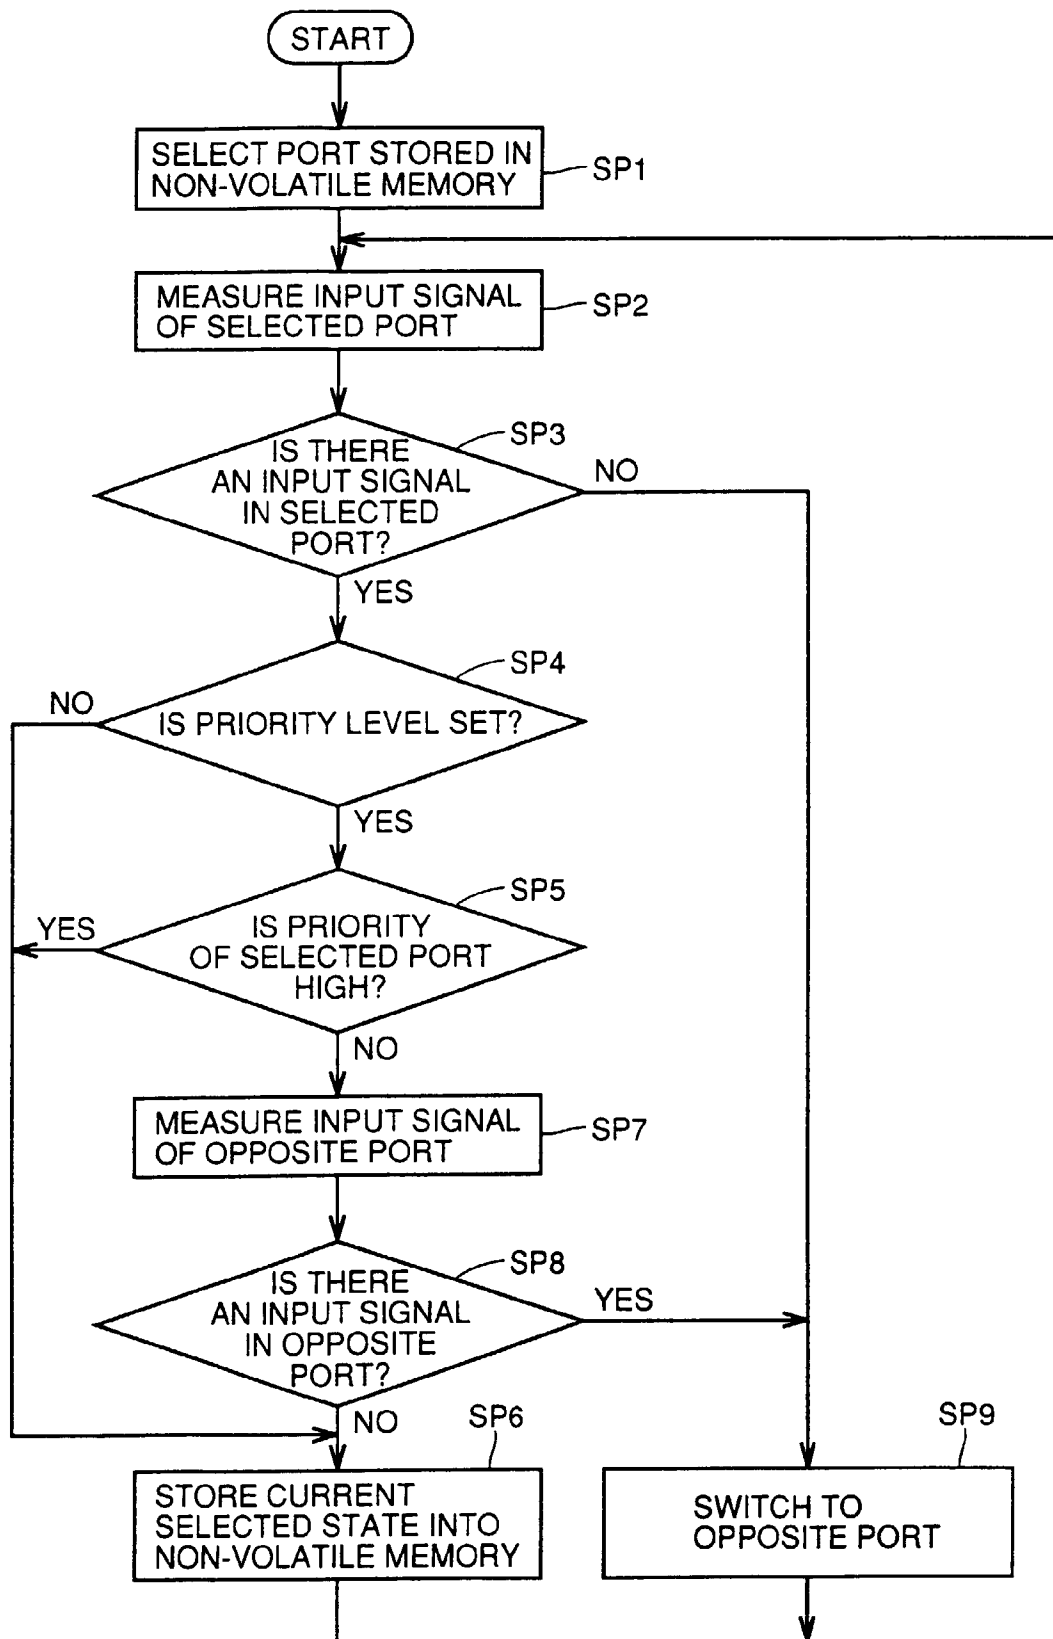 START
SELECT PORT STORED IN
NON-VOLATILE MEMORY
SP1
MEASURE INPUT SIGNAL
OF SELECTED PORT
SP2
SP3
IS THERE
AN INPUT SIGNAL
IN SELECTED
PORT?
NO
YES
SP4
NO
IS PRIORITY LEVEL SET?
YES
SP5
YES
IS PRIORITY
OF SELECTED PORT
HIGH?
NO
MEASURE INPUT SIGNAL
OF OPPOSITE PORT
SP7
SP8
IS THERE
AN INPUT SIGNAL
IN OPPOSITE
PORT?
YES
NO
SP6
SP9
STORE CURRENT
SELECTED STATE INTO
NON-VOLATILE MEMORY
SWITCH TO
OPPOSITE PORT